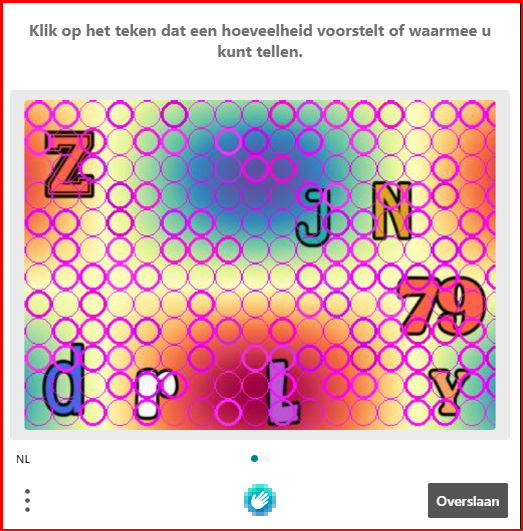 Klik op het teken dat een hoeveelheid voorstelt of waarmee u
kunt tellen.
Z
j N
79
d r L Y
NL
Overslaan